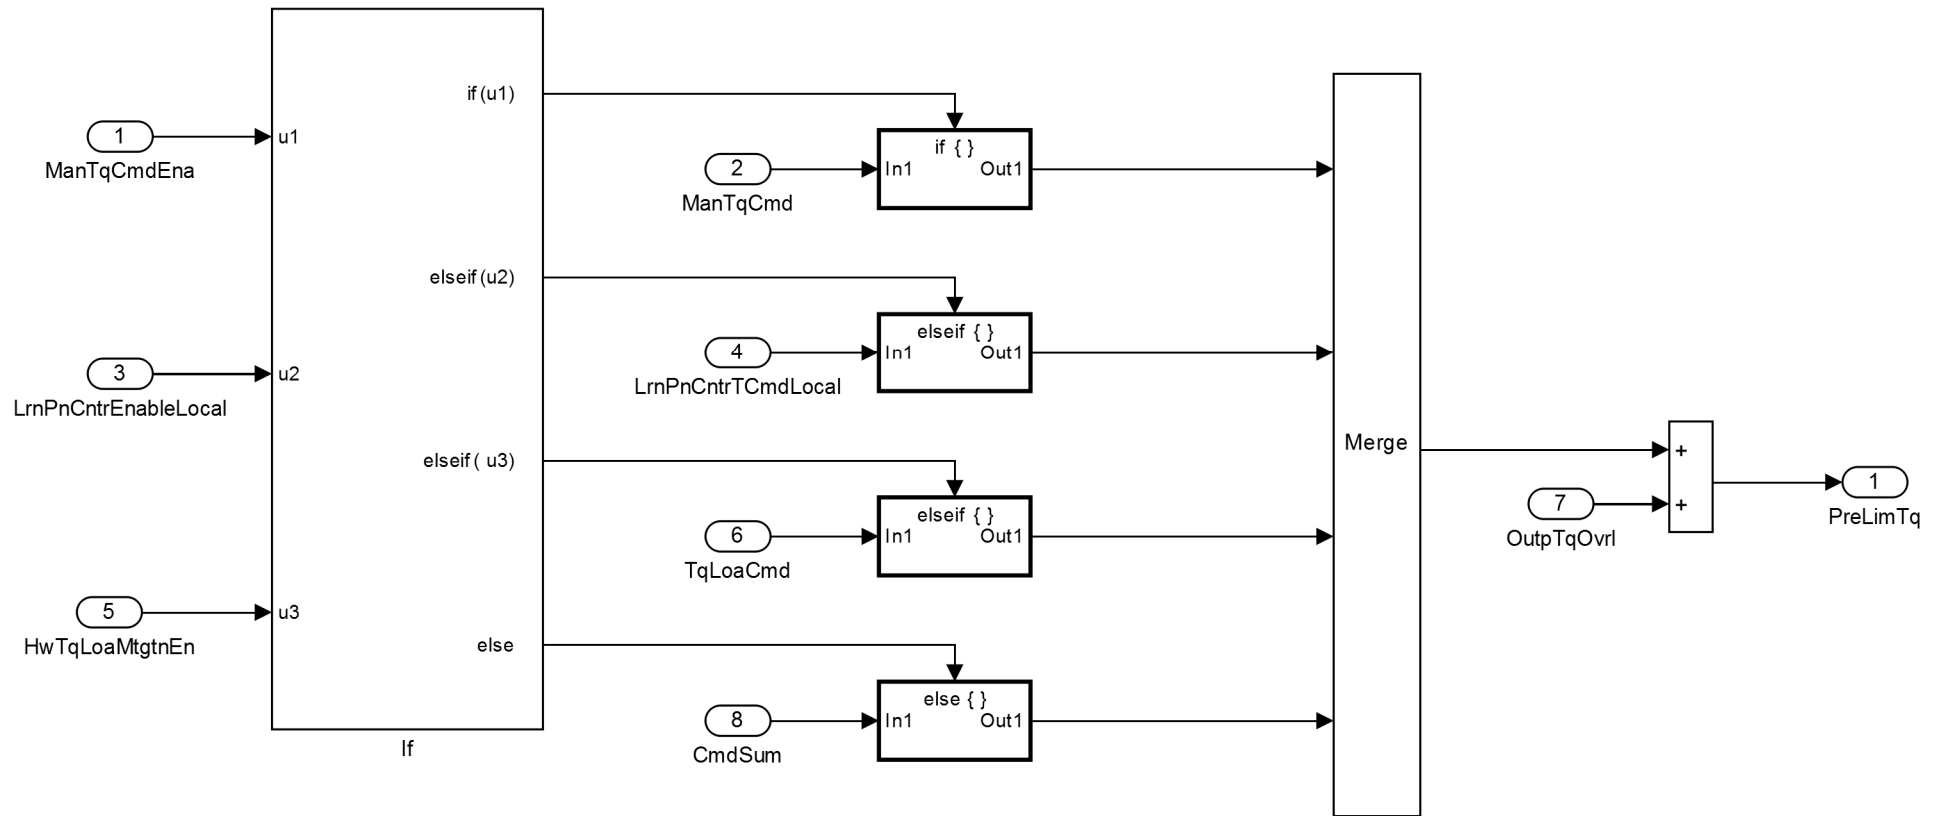 if(u1)
1
u1
ManTqCmdEna
if { }
2
In1
Out1
ManTqCmd
elseif(u2)
elseif { }
4
In1
Out1
LrnPnCntrTCmdLocal
3
u2
LrnPnCntrEnableLocal
elseif( u3)
Merge
+
elseif { }
7
+
1
OutpTqOvrl
PreLimTq
6
In1
Out1
TqLoaCmd
5
u3
HwTqLoaMtgtnEn
else
else { }
8
In1
Out1
CmdSum
If